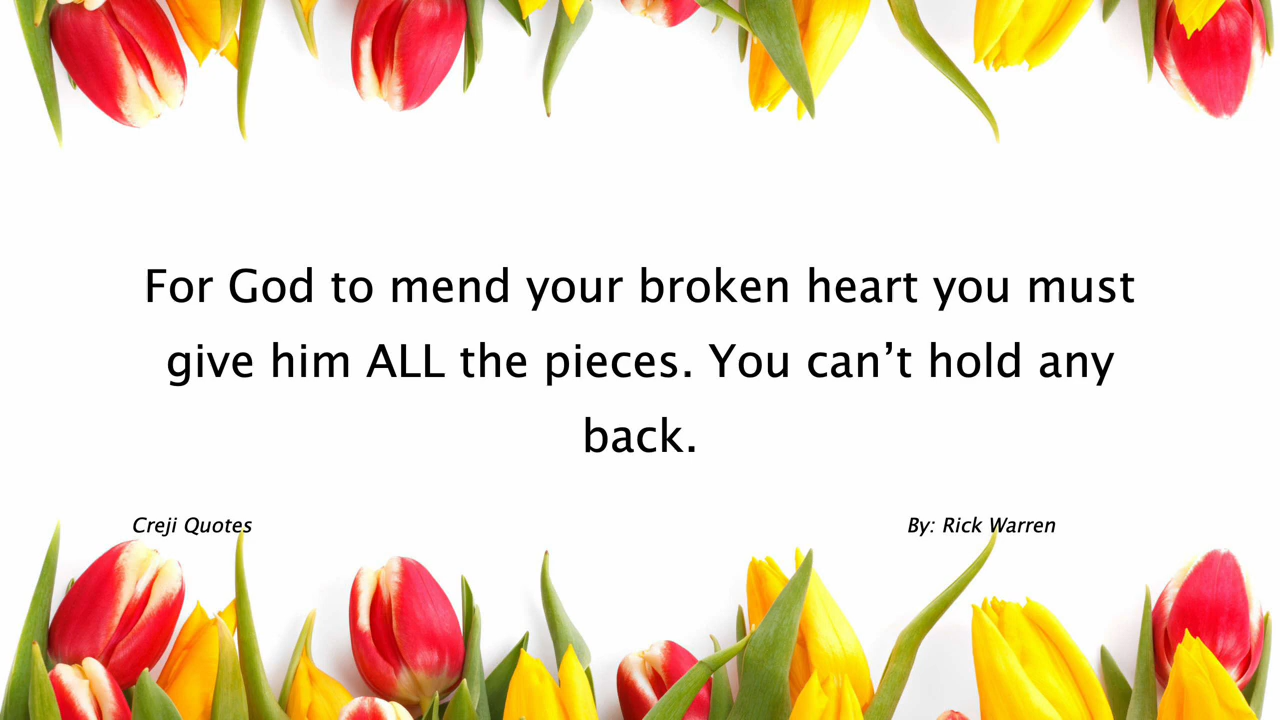 For God to mend your broken heart you must
give him ALL the pieces. You can’t hold any
back.
Creji Quotes
By: Rick Warren